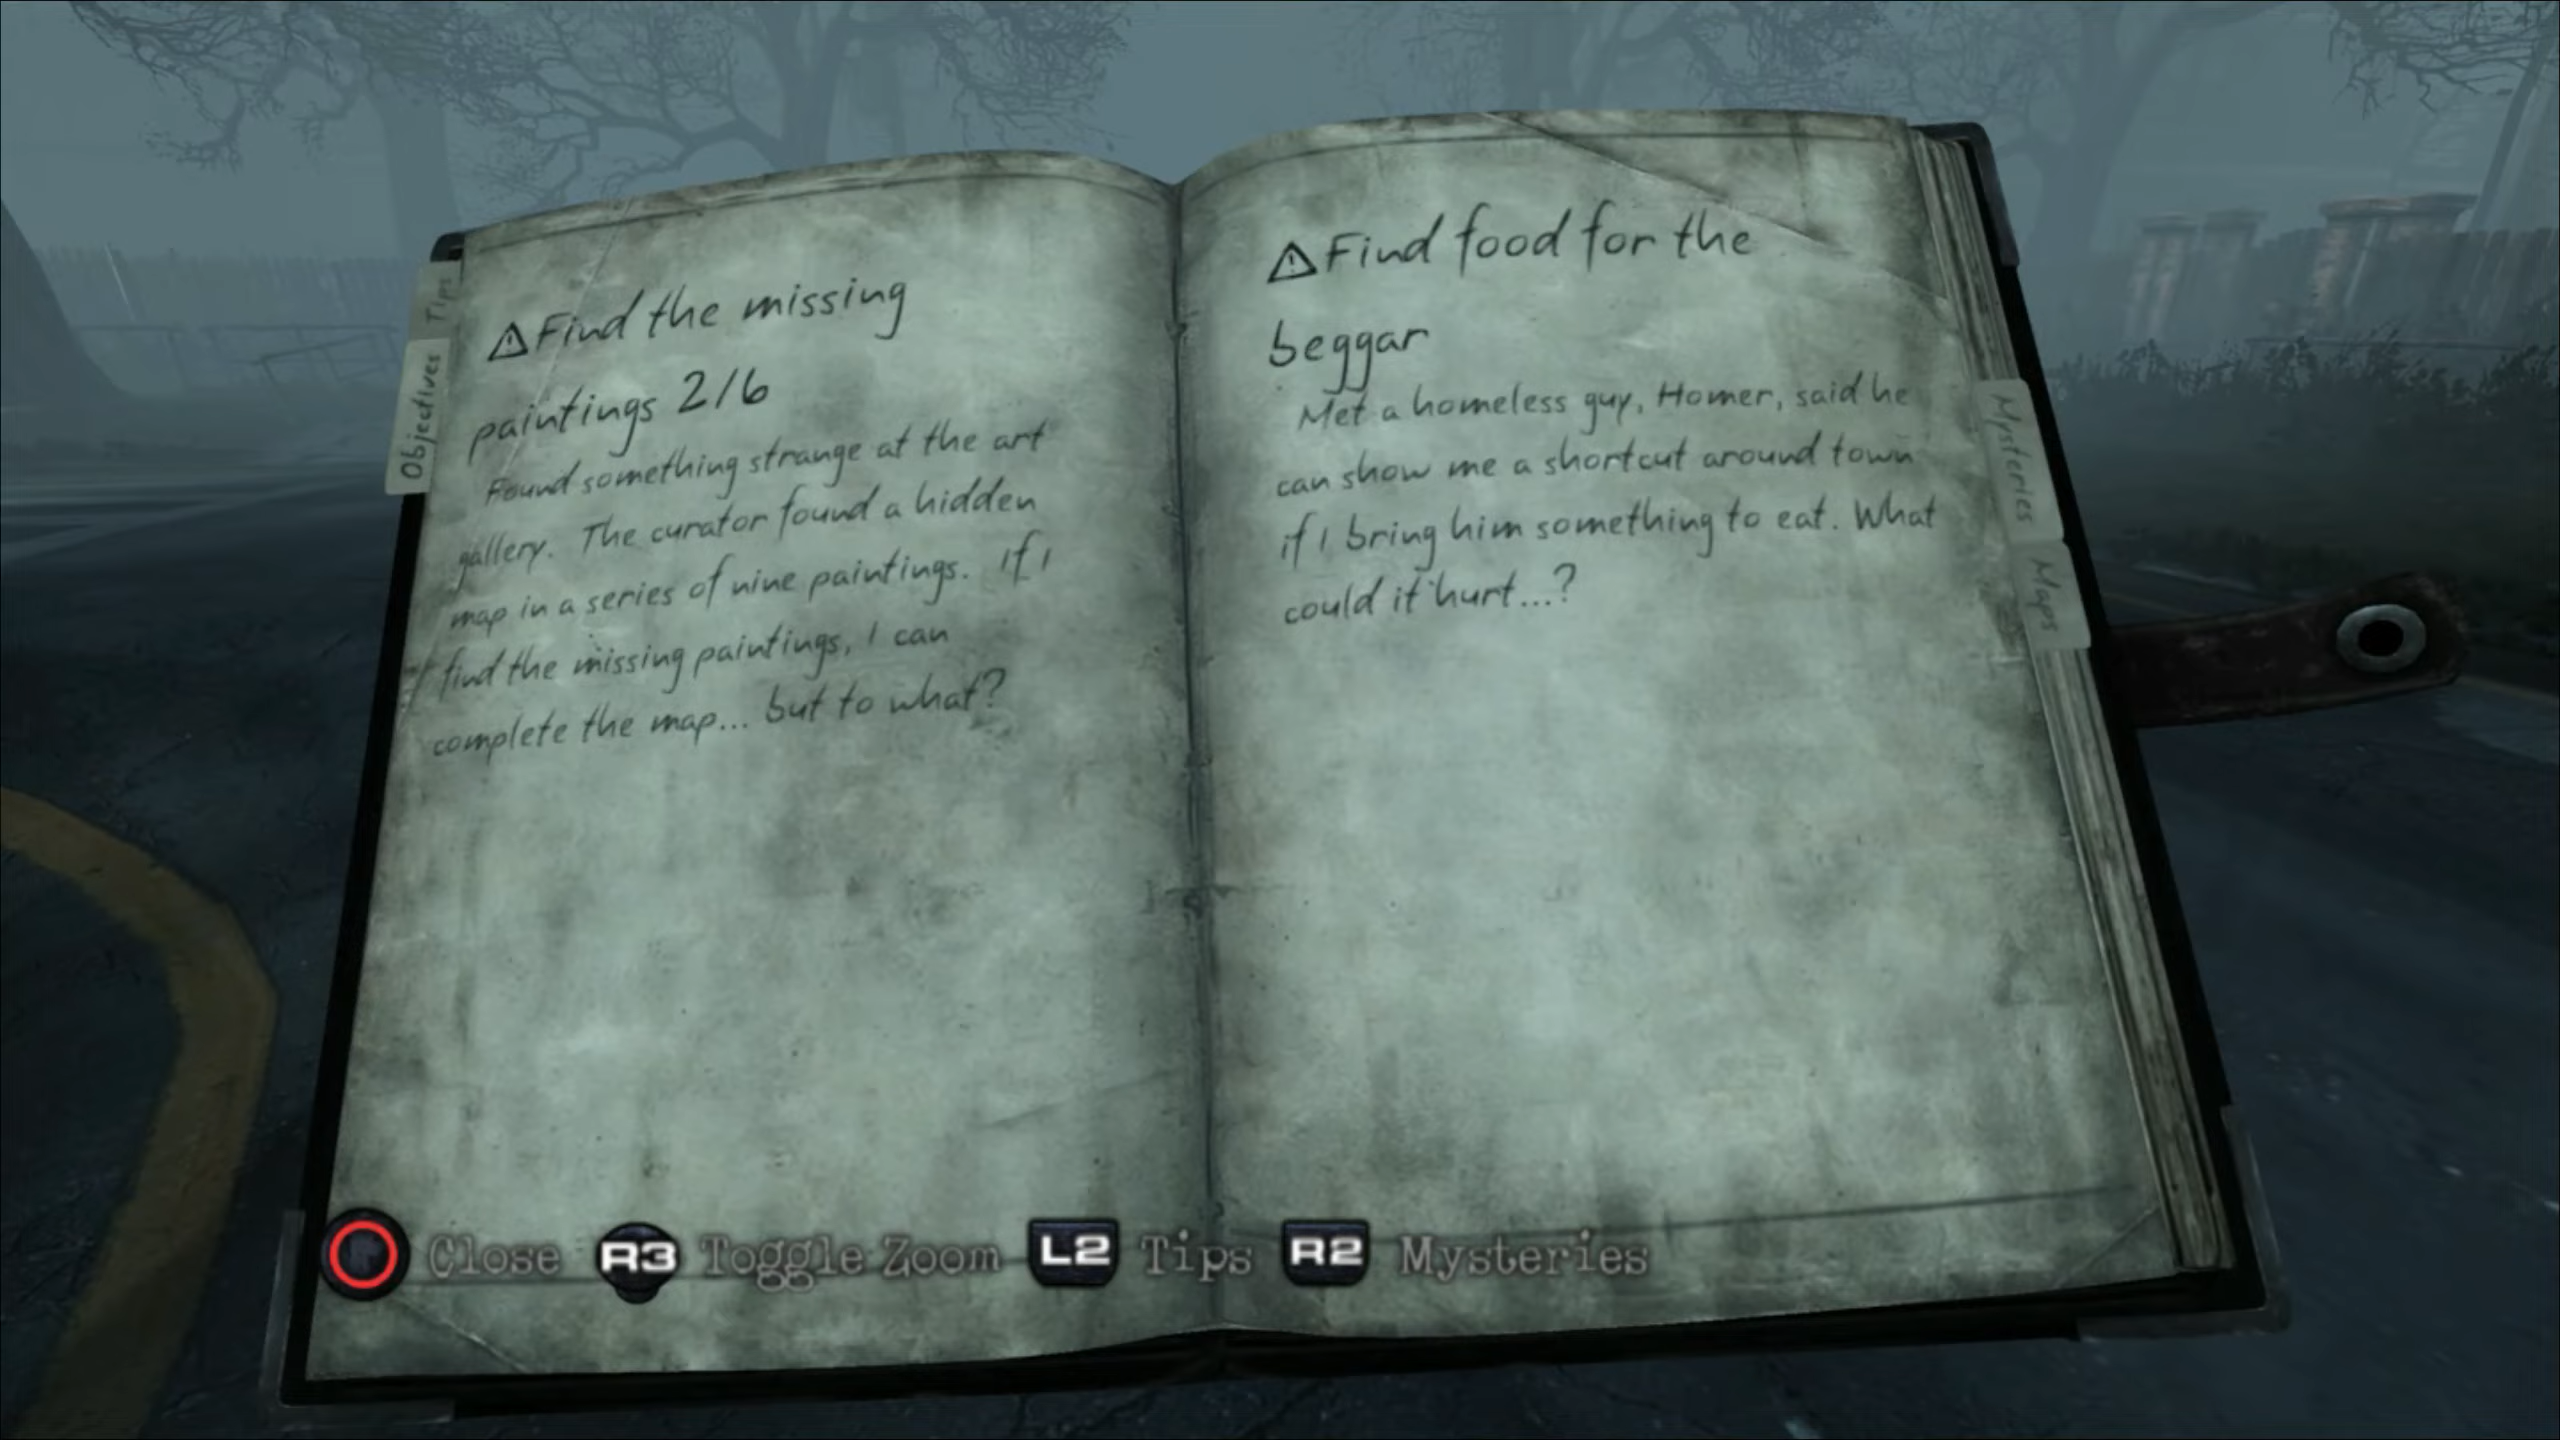 Tips
Objectives
⚠Find the missing
paintings 2/6
Found something strange at the art
gallery. The curator found a hidden
map in a series of nine paintings. If I
find the missing paintings, I can
complete the map... but to what?
⚠Find food for the
beggar
Met a homeless guy, Homer, said he
can show me a shortcut around town
if I bring him something to eat. What
could it hurt...?
Mysteries
Maps
Close R3 Toggle Zoom L2 Tips R2 Mysteries